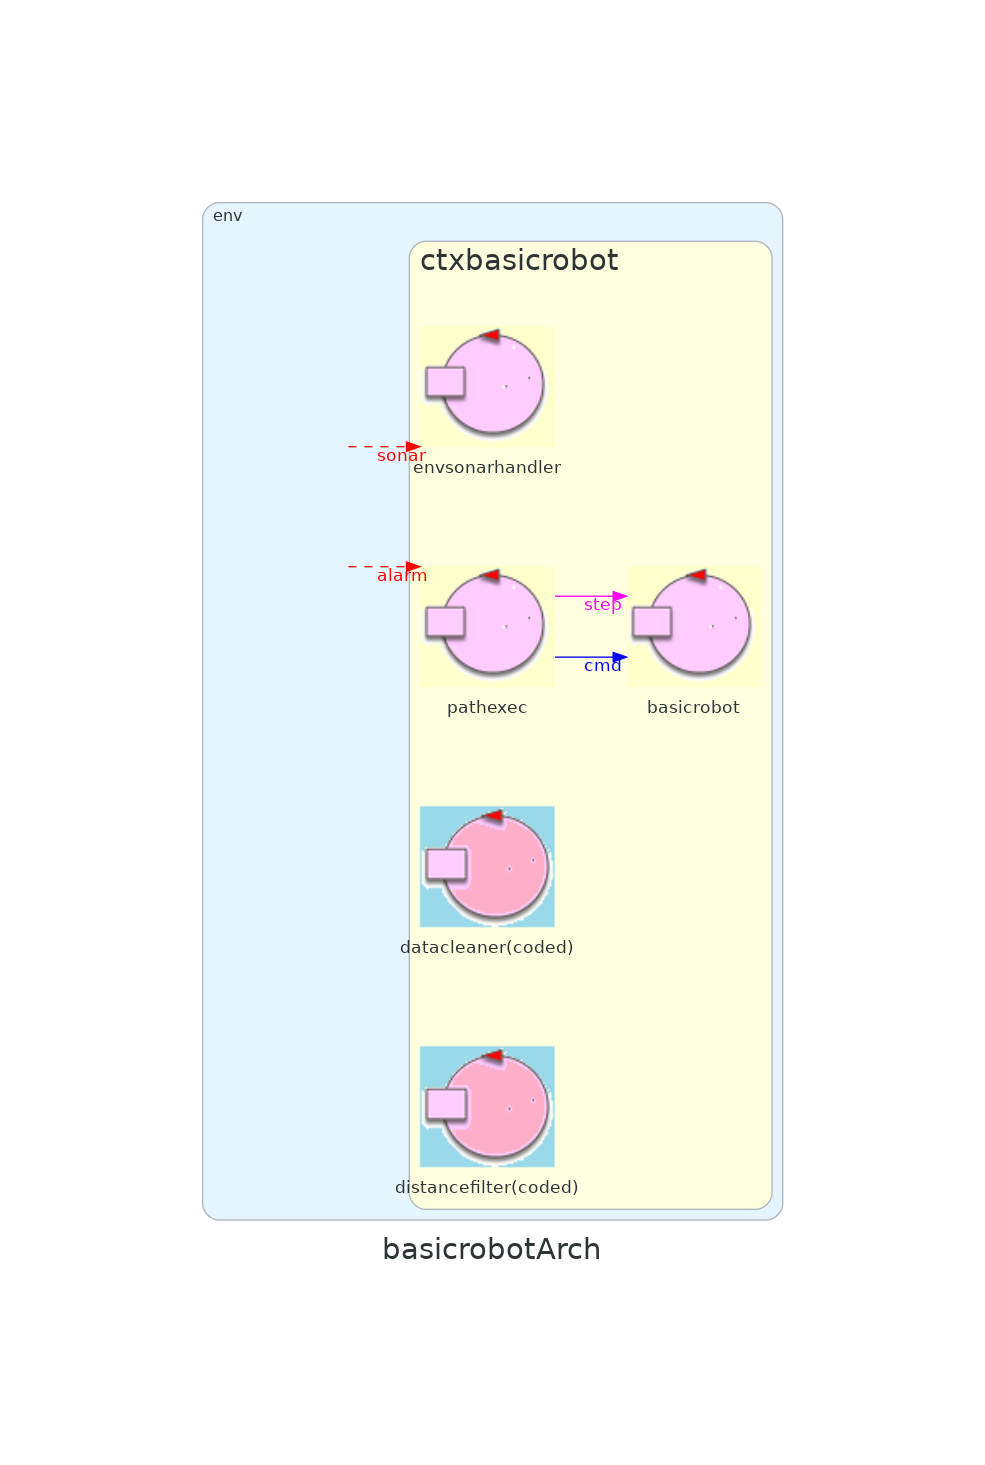 env
ctxbasicrobot
sonar
envsonarhandler
alarm
step
cmd
pathexec
basicrobot
datacleaner(coded)
distancefilter(coded)
basicrobotArch